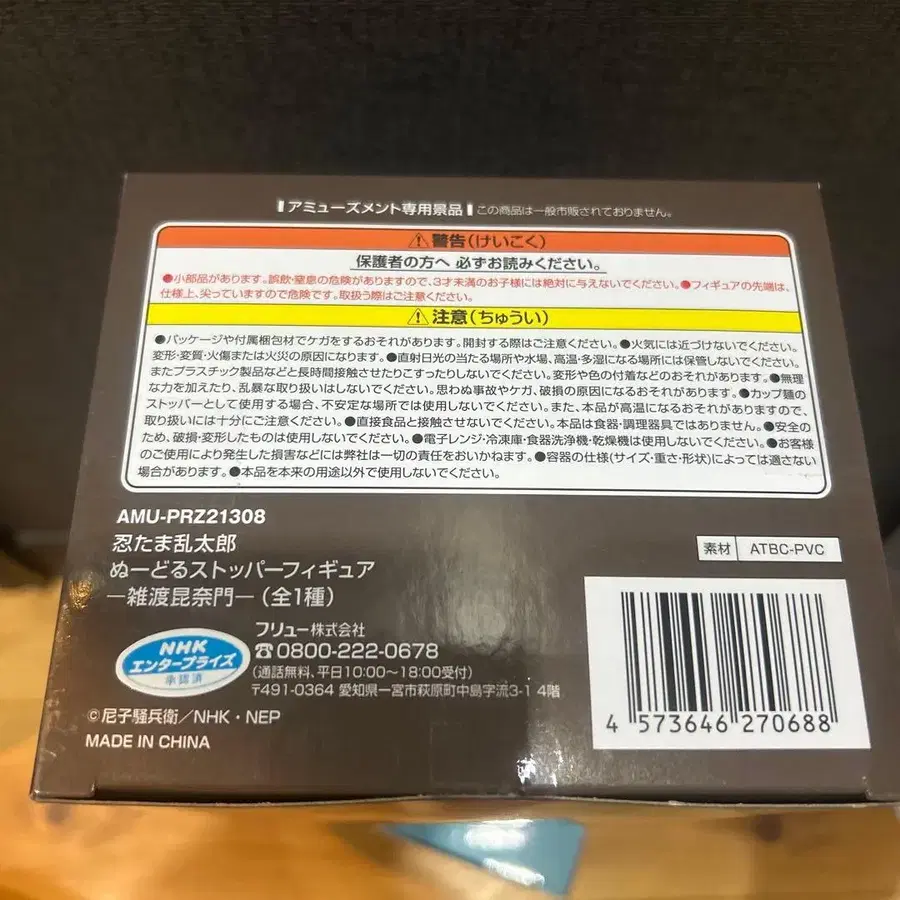 アミューズメント専用景品 この商品は一般市販されておりません。
⚠警告(けいこく)
保護者の方へ 必ずお読みください。
●小部品があります。誤飲・窒息の危険がありますので、3才未満のお子様には絶対に与えないでください。●フィギュアの先端は、
仕様上、尖っていますので危険です。取扱う際はご注意ください。
⚠注意(ちゅうい)
●パッケージや付属梱包材でケガをするおそれがあります。開封する際はご注意ください。●火気には近づけないでください。
変形・変質・火傷または火災の原因になります。●直射日光の当たる場所や水場、高温・多湿になる場所には保管しないでください。
またプラスチック製品などと長時間接触させたりこすったりしないでください。変形や色の付着などのおそれがあります。●無理
な力を加えたり、乱暴な取り扱いはしないでください。思わぬ事故やケガ、破損の原因になるおそれがあります。●カップ麺の
ストッパーとして使用する場合、不安定な場所では使用しないでください。また、本品が高温になるおそれがありますので、
取り扱いには十分にご注意ください。●直接食品と接触させないでください。本品は食器・調理器具ではありません。●安全の
ため、破損・変形したものは使用しないでください。●電子レンジ・冷凍庫・食器洗浄機・乾燥機は使用しないでください。●お客様
のご使用により発生した損害などには弊社は一切の責任をおいかねます。●容器の仕様(サイズ・重さ・形状)によっては適さない
場合があります。●本品を本来の用途以外で使用しないでください。
AMU-PRZ21308
忍たま乱太郎
ぬーどるストッパーフィギュア
―雑渡昆奈門―(全1種)
素材 ATBC-PVC
NHK
エンタープライズ
承認済
フリュー株式会社
☎0800-222-0678
(通話無料、平日10:00〜18:00受付)
〒491-0364 愛知県一宮市萩原町中島字流3-1 4階
©尼子騒兵衛/NHK・NEP
MADE IN CHINA
4 573646 270688